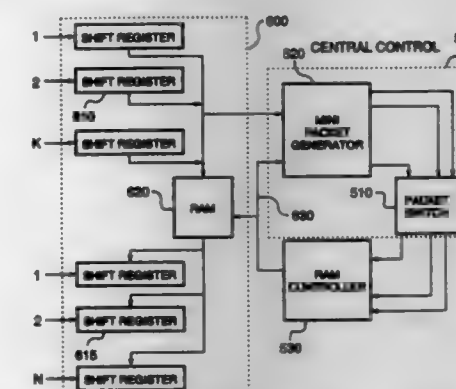 1 SHIFT REGISTER
600
2 SHIFT REGISTER
610
K SHIFT REGISTER
CENTRAL CONTROL
520
MINI
PACKET
GENERATOR
620
RAM
630
510
PACKET
SWITCH
1 SHIFT REGISTER
2 SHIFT REGISTER
615
N SHIFT REGISTER
RAM
CONTROLLER
530